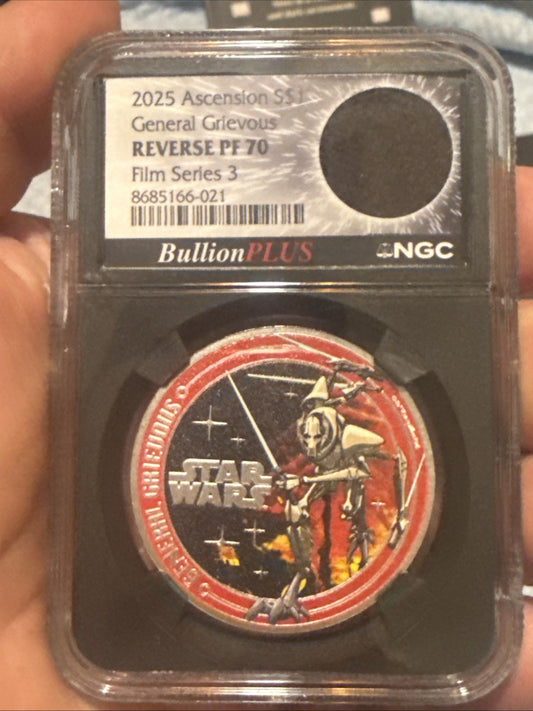 2025 Ascension S$1
General Grievous
REVERSE PF 70
Film Series 3
8685166-021
BullionPLUS
NGC
GENERAL GRIEVOUS
STAR
WARS